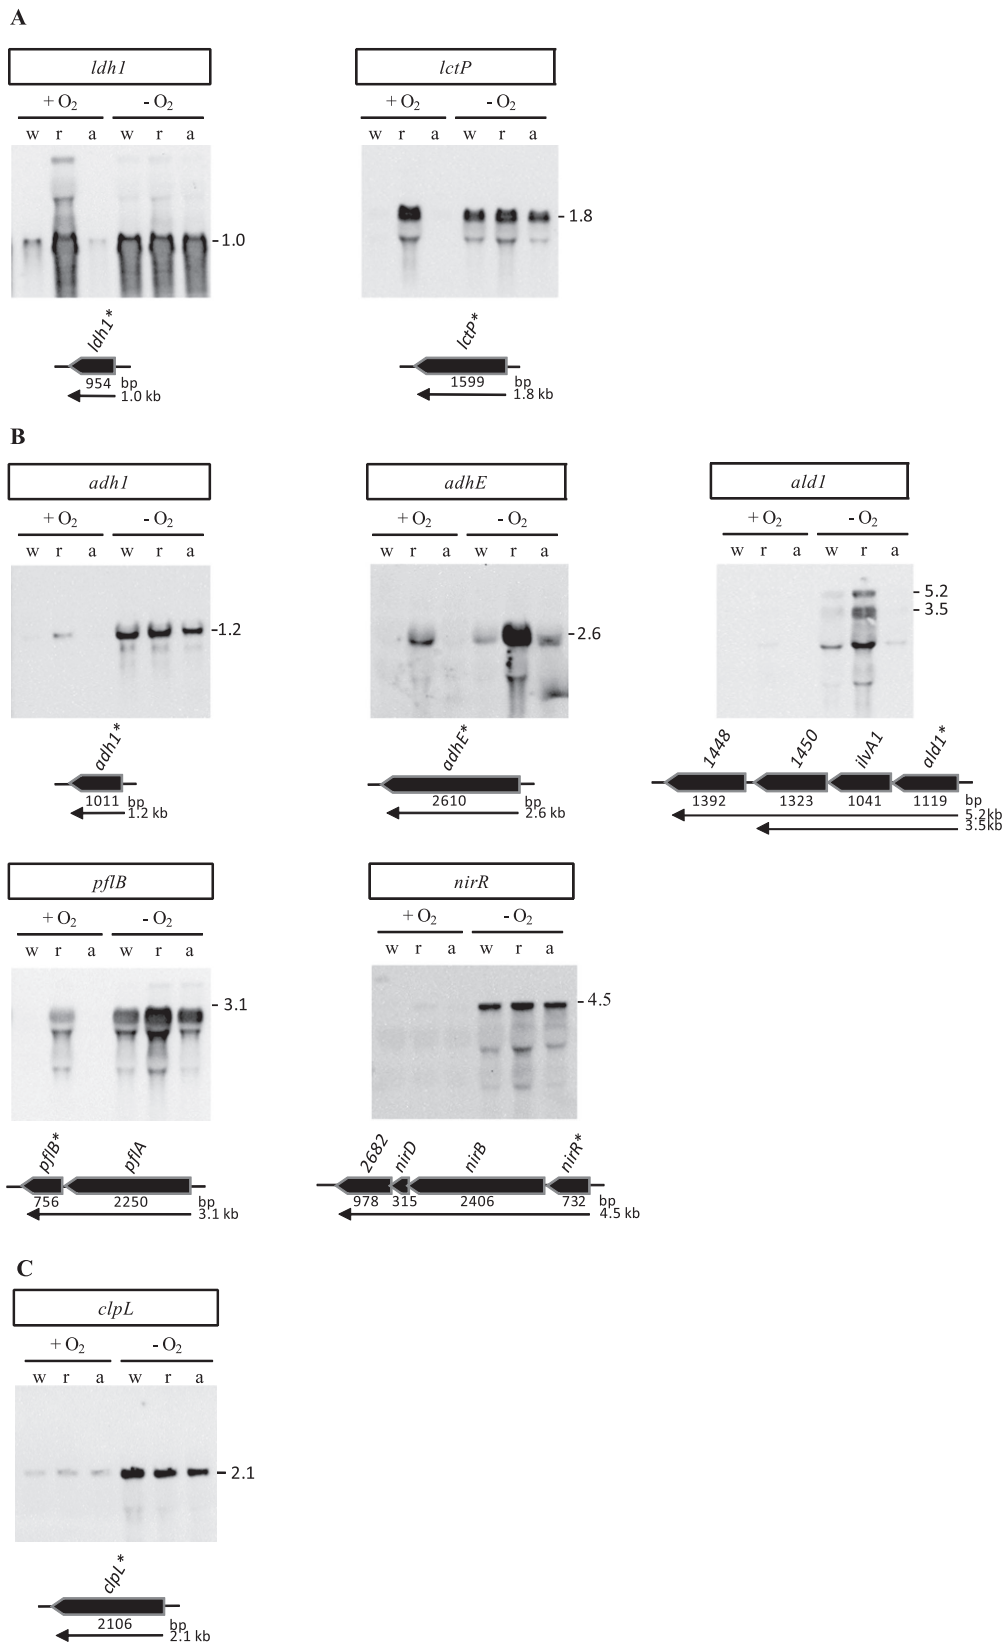 A
ldh1 lctP
+ O2 - O2 + O2 - O2
w r a w r a w r a w r a
-1.0 - 1.8
ldh1* lctP*
954 bp 1599 bp
1.0 kb 1.8 kb
B
adh1 adhE ald1
+ O2 - O2 + O2 - O2 + O2 - O2
w r a w r a w r a w r a w r a w r a
-1.2 -2.6 - 5.2
- 3.5
adh1* adhE* 1448 1450 ilvA1 ald1*
1011 bp 2610 bp 1392 1323 1041 1119 bp
1.2 kb 2.6 kb 5.2kb
3.5kb
pflB nirR
+ O2 - O2 + O2 - O2
w r a w r a w r a w r a
- 3.1 - 4.5
pflB* pflA 2682 nirD nirB nirR*
756 2250 bp 978 315 2406 732 bp
3.1 kb 4.5 kb
C
clpL
+ O2 - O2
w r a w r a
- 2.1
clpL*
2106 bp
2.1 kb